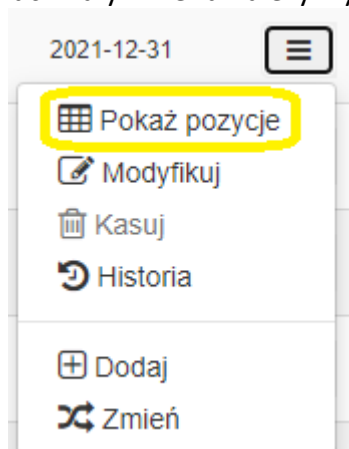 2021-12-31
Pokaż pozycje
Modyfikuj
Kasuj
Historia
Dodaj
Zmień